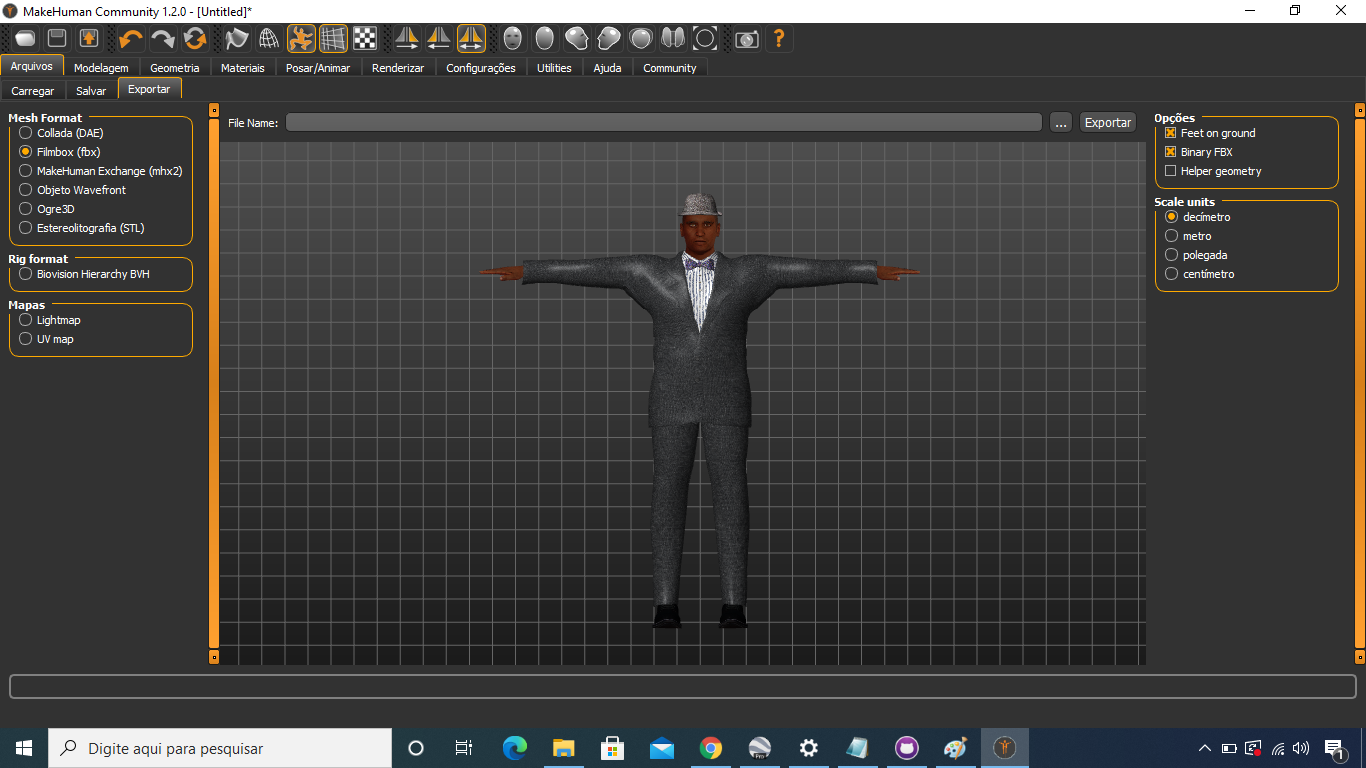 MakeHuman Community 1.2.0 - [Untitled]*
Arquivos Modelagem Geometria Materiais Posar/Animar Renderizar Configurações Utilities Ajuda Community
Carregar Salvar Exportar
Mesh Format
Collada (DAE)
Filmbox (fbx)
MakeHuman Exchange (mhx2)
Objeto Wavefront
Ogre3D
Estereolitografia (STL)
Rig format
Biovision Hierarchy BVH
Mapas
Lightmap
UV map
File Name: ... Exportar
Opções
Feet on ground
Binary FBX
Helper geometry
Scale units
decímetro
metro
polegada
centímetro
Digite aqui para pesquisar
Pro
1